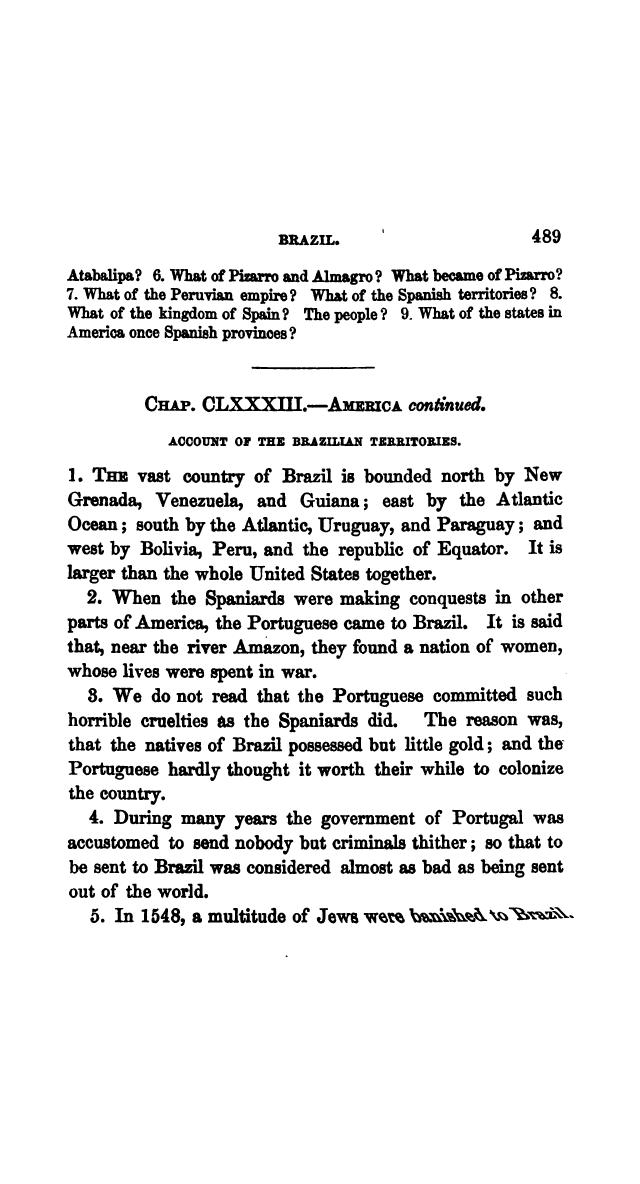 BRAZIL. 489
Atabalipa? 6. What of Pizarro and Almagro? What became of Pizarro?
7. What of the Peruvian empire? What of the Spanish territories? 8.
What of the kingdom of Spain? The people? 9. What of the states in
America once Spanish provinces?
CHAP. CLXXXIII.—AMERICA continued.
ACCOUNT OF THE BRAZILIAN TERRITORIES.
1. THE vast country of Brazil is bounded north by New
Grenada, Venezuela, and Guiana; east by the Atlantic
Ocean; south by the Atlantic, Uruguay, and Paraguay; and
west by Bolivia, Peru, and the republic of Equator. It is
larger than the whole United States together.
2. When the Spaniards were making conquests in other
parts of America, the Portuguese came to Brazil. It is said
that, near the river Amazon, they found a nation of women,
whose lives were spent in war.
3. We do not read that the Portuguese committed such
horrible cruelties as the Spaniards did. The reason was,
that the natives of Brazil possessed but little gold; and the
Portuguese hardly thought it worth their while to colonize
the country.
4. During many years the government of Portugal was
accustomed to send nobody but criminals thither; so that to
be sent to Brazil was considered almost as bad as being sent
out of the world.
5. In 1548, a multitude of Jews were banished to Brazil.